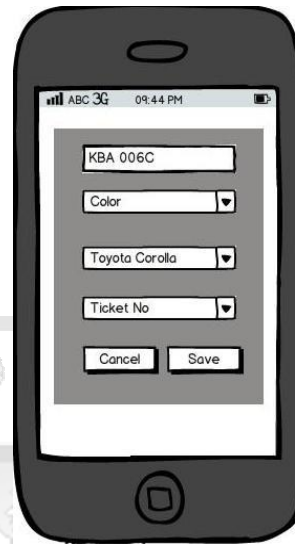 ABC 3G 09:44 PM
KBA 006C
Color
Toyota Corolla
Ticket No
Cancel Save